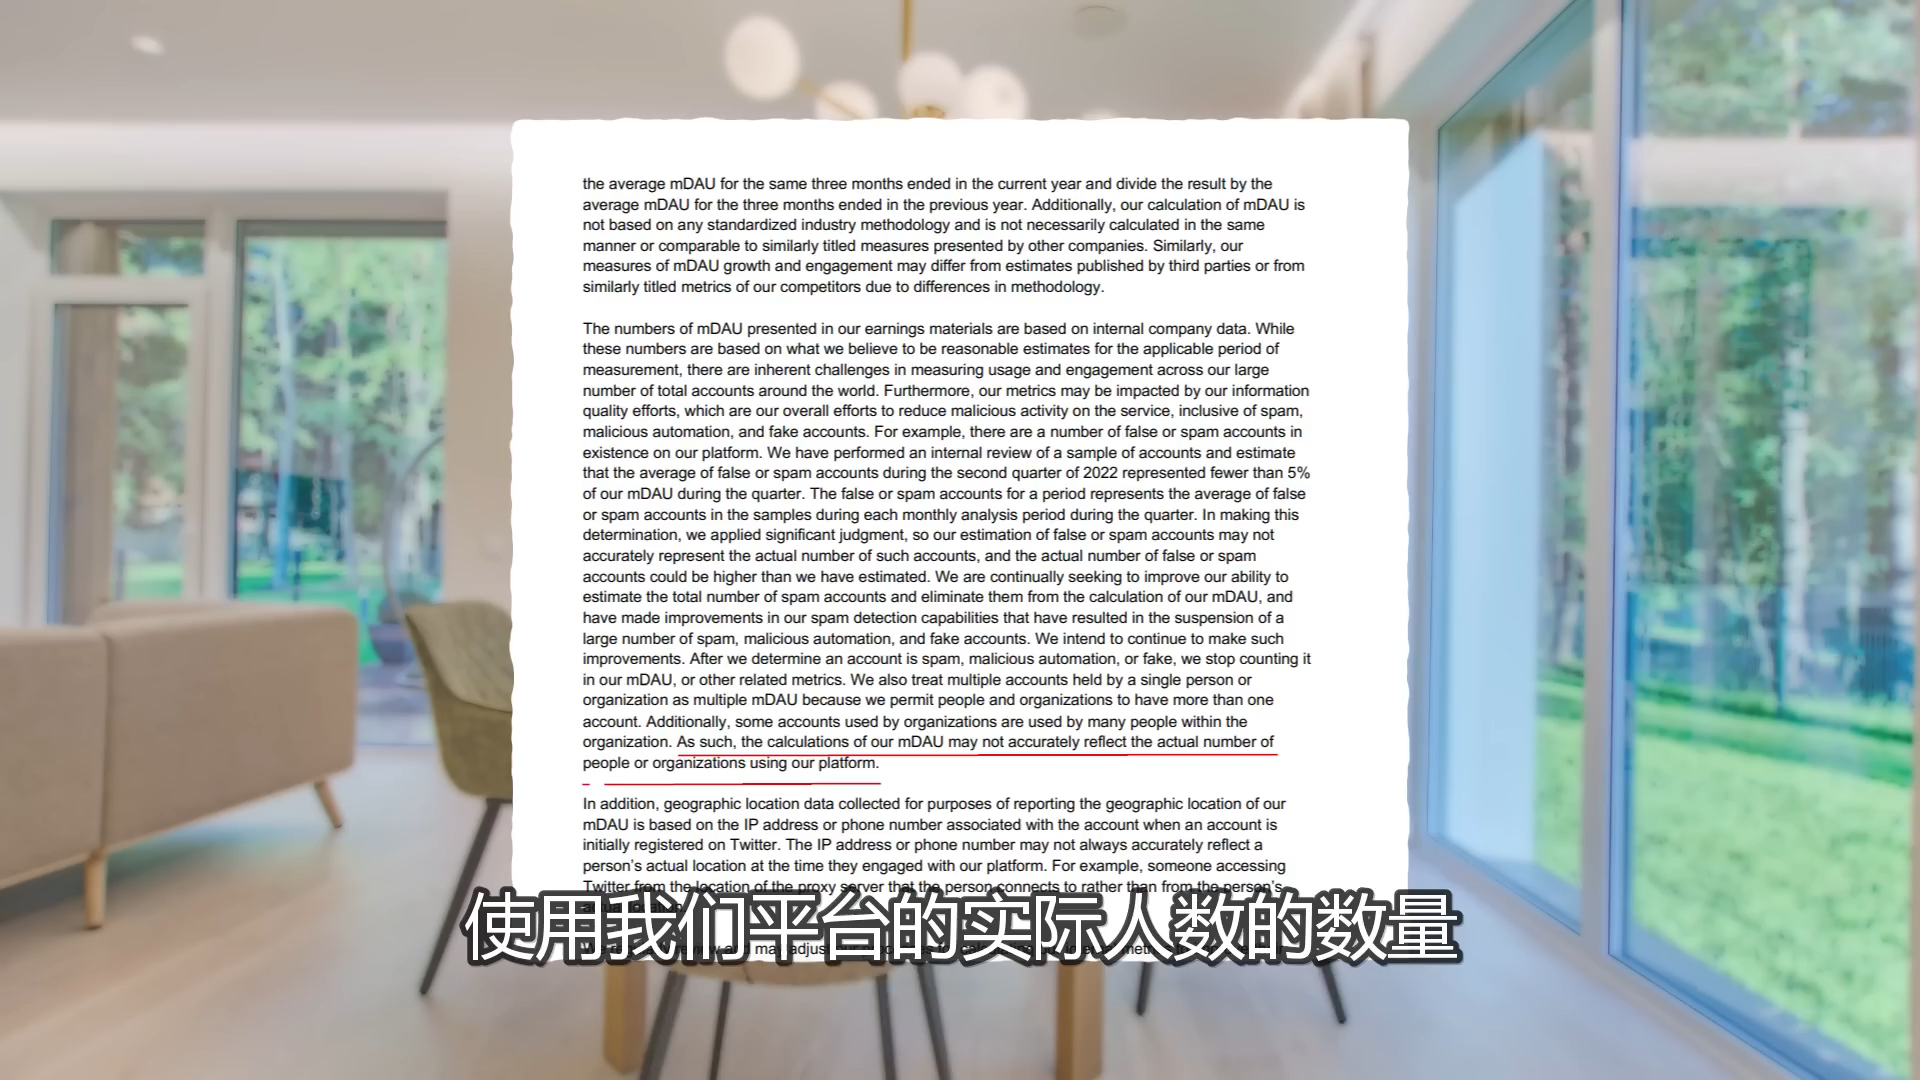 the average mDAU for the same three months ended in the current year and divide the result by the
average mDAU for the three months ended in the previous year. Additionally, our calculation of mDAU is
not based on any standardized industry methodology and is not necessarily calculated in the same
manner or comparable to similarly titled measures presented by other companies. Similarly, our
measures of mDAU growth and engagement may differ from estimates published by third parties or from
similarly titled metrics of our competitors due to differences in methodology.
The numbers of mDAU presented in our earnings materials are based on internal company data. While
these numbers are based on what we believe to be reasonable estimates for the applicable period of
measurement, there are inherent challenges in measuring usage and engagement across our large
number of total accounts around the world. Furthermore, our metrics may be impacted by our information
quality efforts, which are our overall efforts to reduce malicious activity on the service, inclusive of spam,
malicious automation, and fake accounts. For example, there are a number of false or spam accounts in
existence on our platform. We have performed an internal review of a sample of accounts and estimate
that the average of false or spam accounts during the second quarter of 2022 represented fewer than 5%
of our mDAU during the quarter. The false or spam accounts for a period represents the average of false
or spam accounts in the samples during each monthly analysis period during the quarter. In making this
determination, we applied significant judgment, so our estimation of false or spam accounts may not
accurately represent the actual number of such accounts, and the actual number of false or spam
accounts could be higher than we have estimated. We are continually seeking to improve our ability to
estimate the total number of spam accounts and eliminate them from the calculation of our mDAU, and
have made improvements in our spam detection capabilities that have resulted in the suspension of a
large number of spam, malicious automation, and fake accounts. We intend to continue to make such
improvements. After we determine an account is spam, malicious automation, or fake, we stop counting it
in our mDAU, or other related metrics. We also treat multiple accounts held by a single person or
organization as multiple mDAU because we permit people and organizations to have more than one
account. Additionally, some accounts used by organizations are used by many people within the
organization. As such, the calculations of our mDAU may not accurately reflect the actual number of
people or organizations using our platform.
In addition, geographic location data collected for purposes of reporting the geographic location of our
mDAU is based on the IP address or phone number associated with the account when an account is
initially registered on Twitter. The IP address or phone number may not always accurately reflect a
person's actual location at the time they engaged with our platform. For example, someone accessing
Twitter from the location of the proxy server that the person connects to rather than from the person's
使用我们平台的实际人数的数量